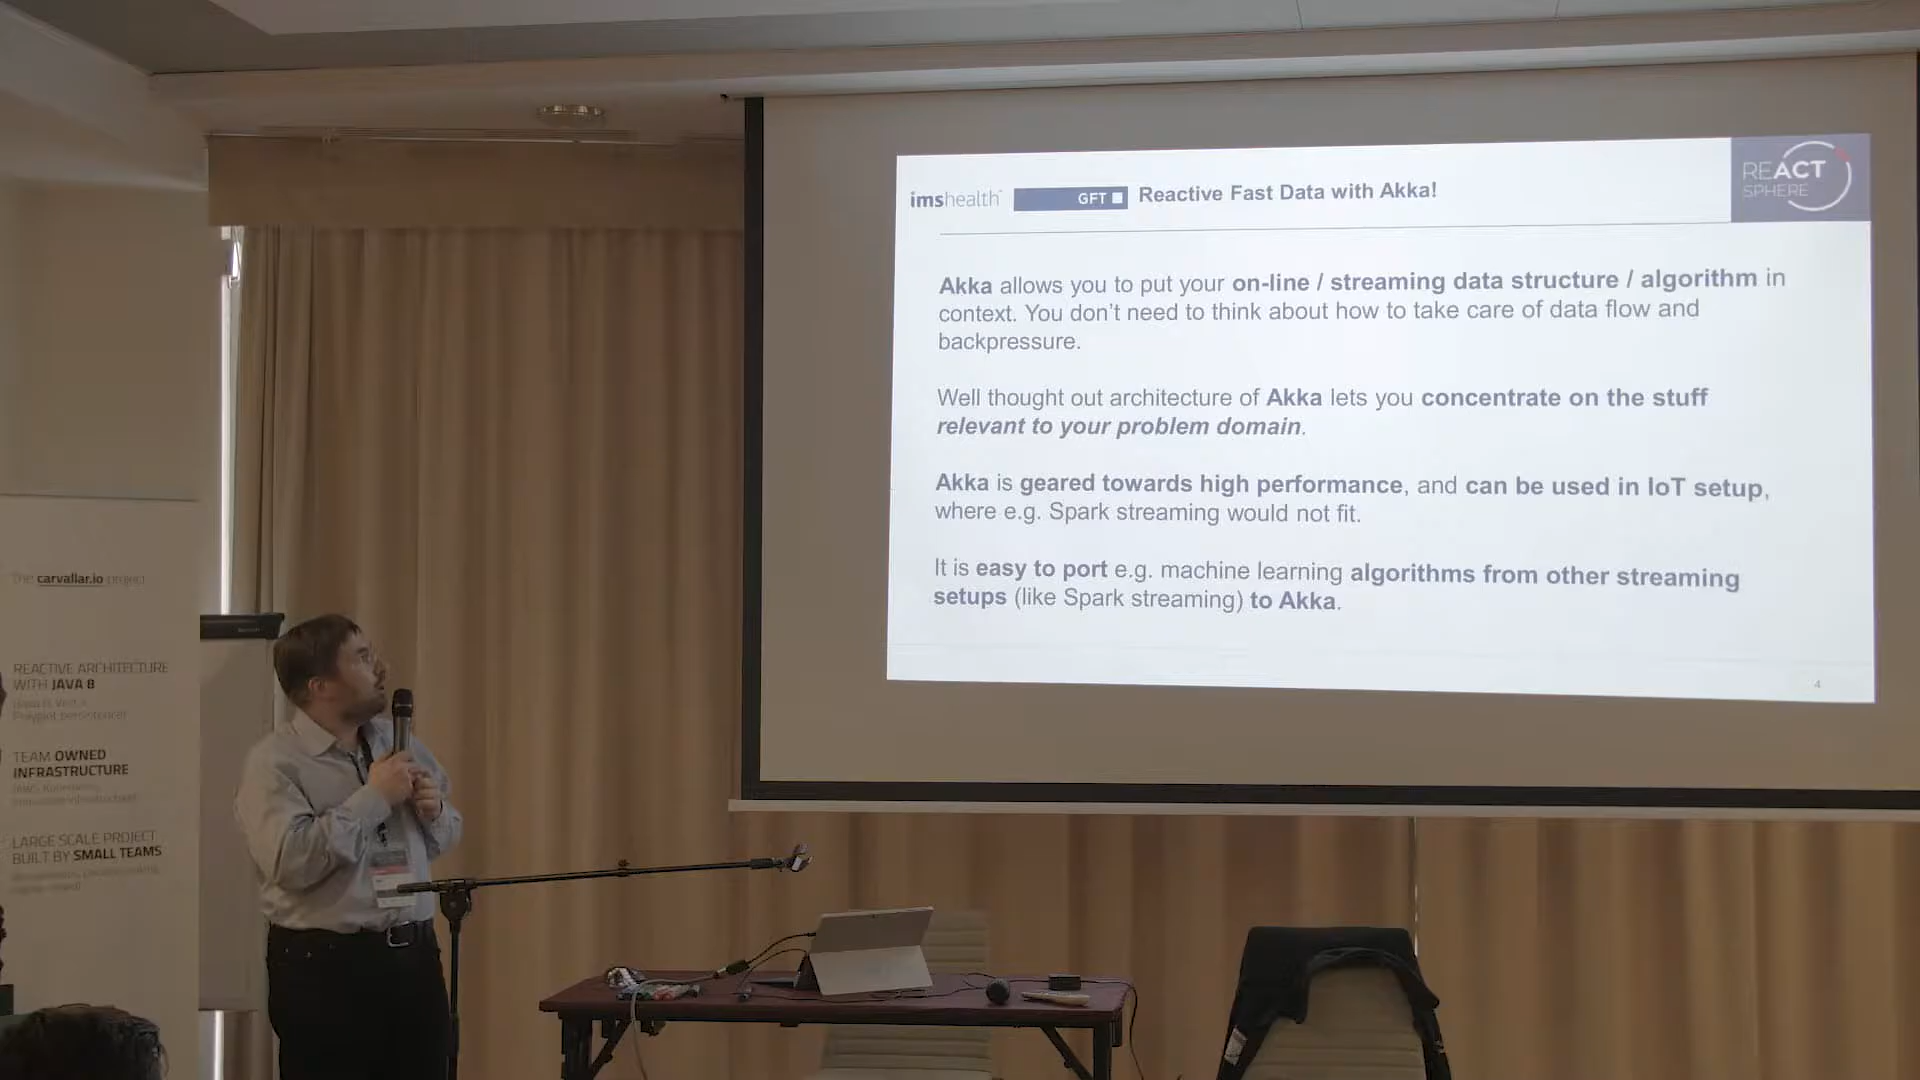 imshealth GFT Reactive Fast Data with Akka!
REACT
SPHERE
Akka allows you to put your on-line / streaming data structure / algorithm in
context. You don't need to think about how to take care of data flow and
backpressure.
Well thought out architecture of Akka lets you concentrate on the stuff
relevant to your problem domain.
Akka is geared towards high performance, and can be used in IoT setup,
where e.g. Spark streaming would not fit.
It is easy to port e.g. machine learning algorithms from other streaming
setups (like Spark streaming) to Akka.
4
The carvallar.io project
REACTIVE ARCHITECTURE
WITH JAVA 8
TEAM OWNED
INFRASTRUCTURE
LARGE SCALE PROJECT
BUILT BY SMALL TEAMS